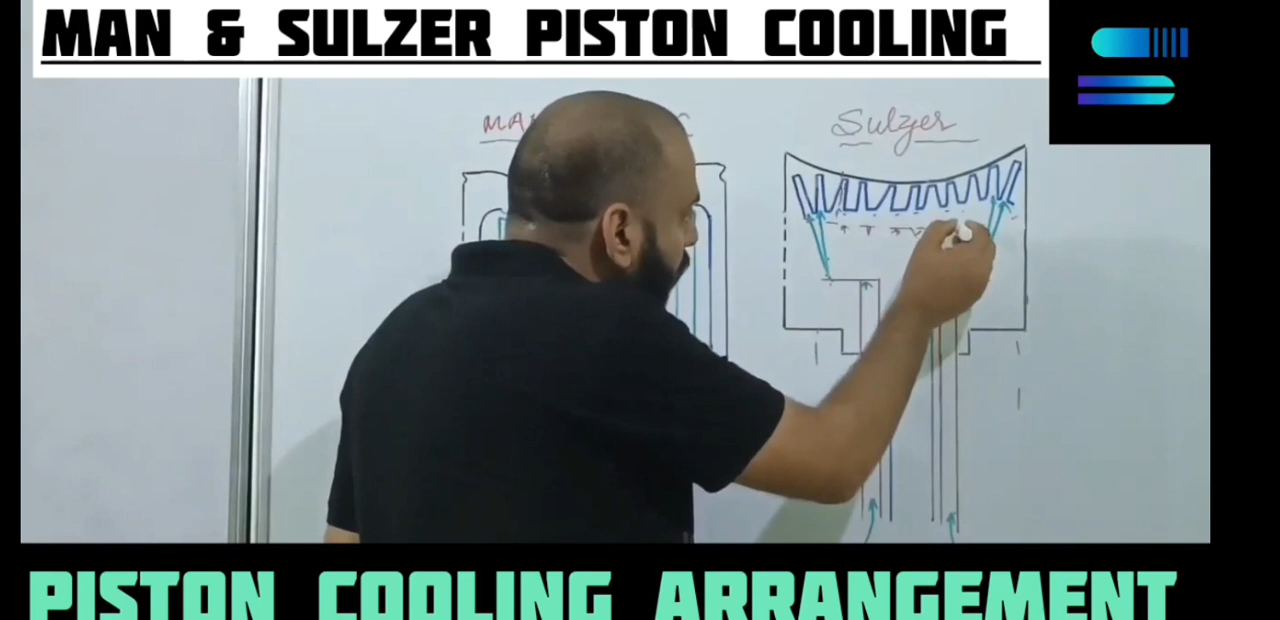 MAN & SULZER PISTON COOLING
Sulzer
PISTON COOLING ARRANGEMENT